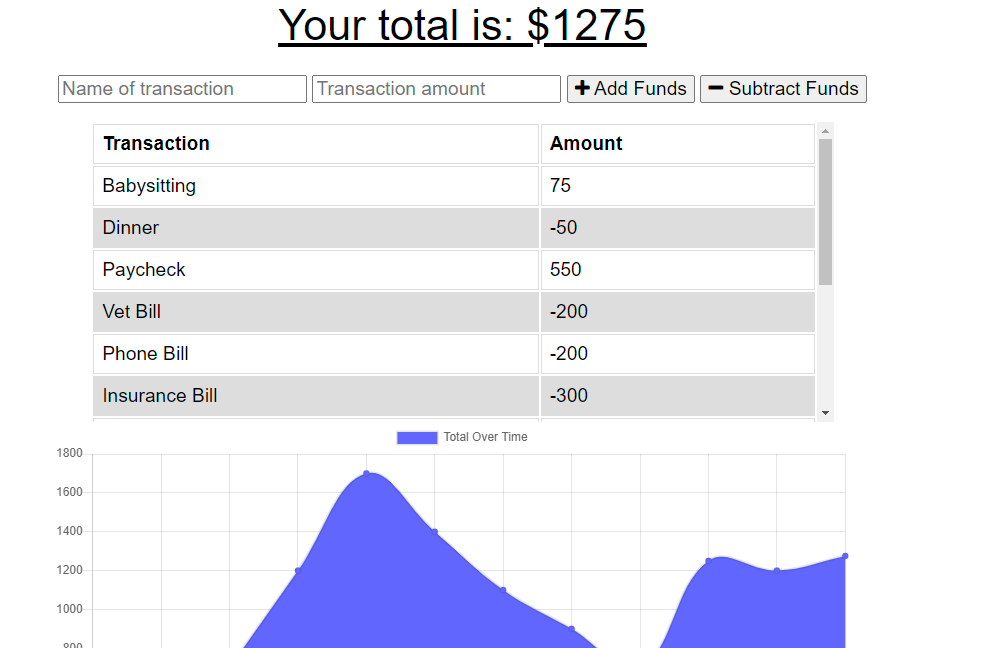 Your total is: $1275
Name of transaction Transaction amount Add Funds Subtract Funds
Transaction Amount
Babysitting 75
Dinner -50
Paycheck 550
Vet Bill -200
Phone Bill -200
Insurance Bill -300
Total Over Time
1800
1600
1400
1200
1000
800